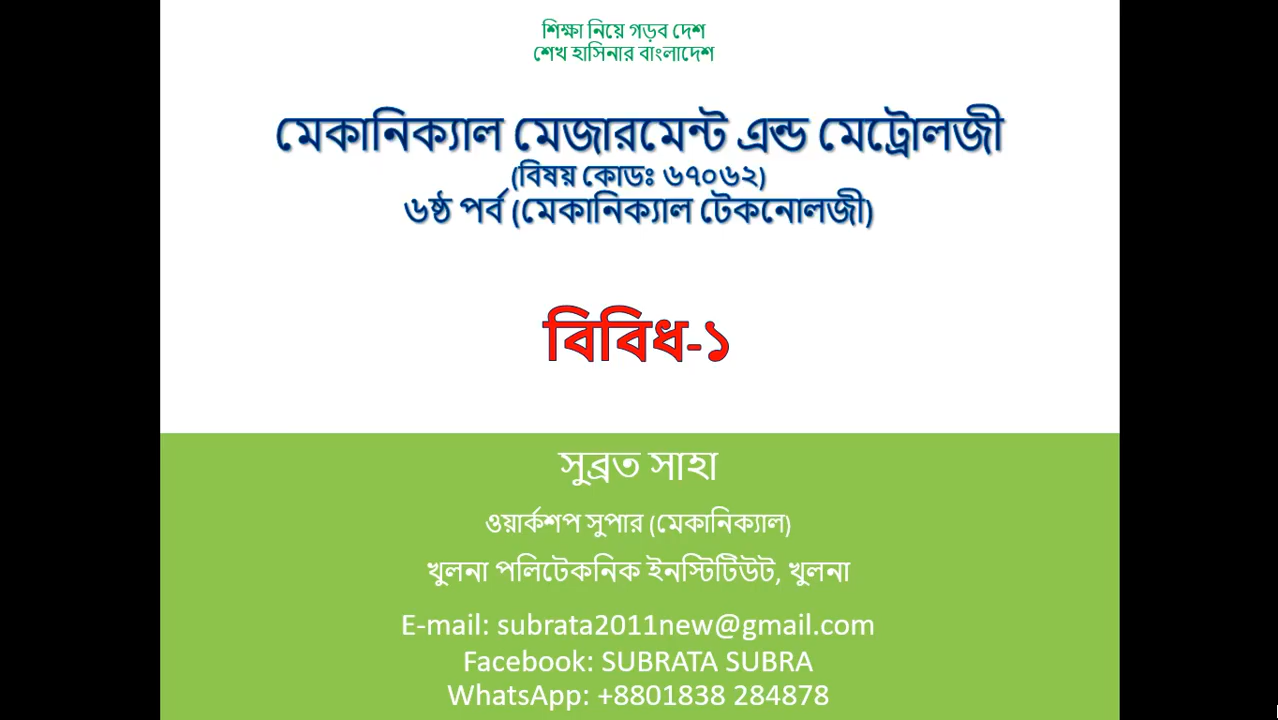 শিক্ষা নিয়ে গড়ব দেশ
শেখ হাসিনার বাংলাদেশ
মেকানিক্যাল মেজারমেন্ট এন্ড মেট্রোলজী
(বিষয় কোডঃ ৬৭০৬২)
৬ষ্ঠ পর্ব (মেকানিক্যাল টেকনোলজী)
বিবিধ-১
সুব্রত সাহা
ওয়ার্কশপ সুপার (মেকানিক্যাল)
খুলনা পলিটেকনিক ইনস্টিটিউট, খুলনা
E-mail: subrata2011new@gmail.com
Facebook: SUBRATA SUBRA
WhatsApp: +8801838 284878